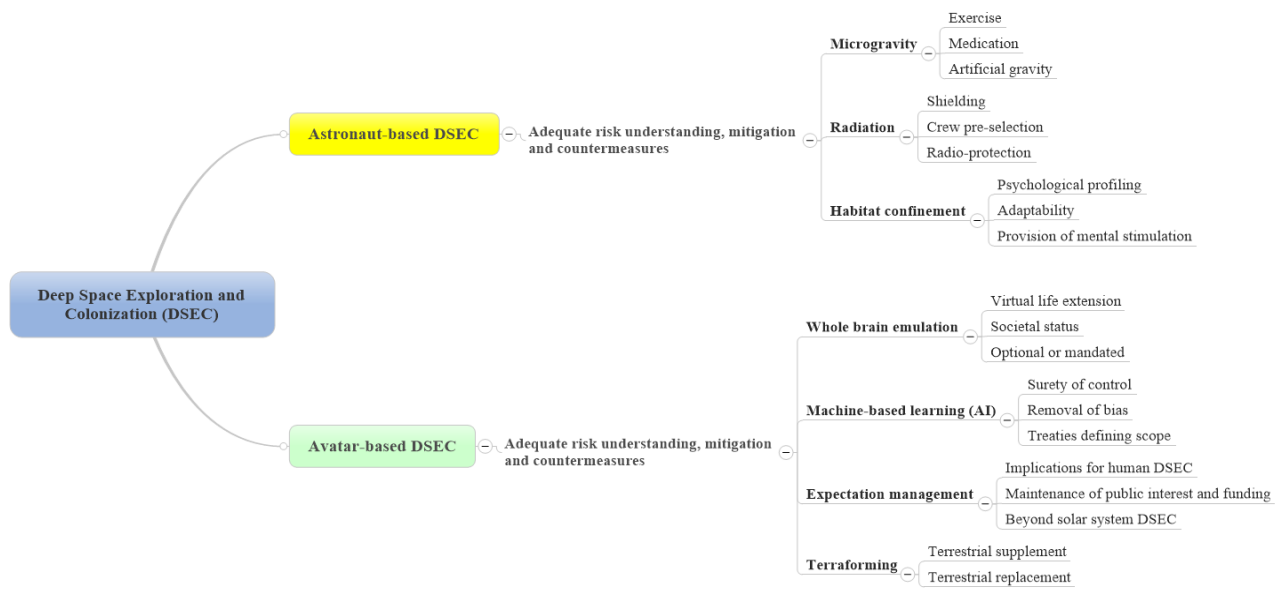 Deep Space Exploration and
Colonization (DSEC)
Astronaut-based DSEC
Adequate risk understanding, mitigation
and countermeasures
Microgravity
Exercise
Medication
Artificial gravity
Radiation
Shielding
Crew pre-selection
Radio-protection
Habitat confinement
Psychological profiling
Adaptability
Provision of mental stimulation
Avatar-based DSEC
Adequate risk understanding, mitigation
and countermeasures
Whole brain emulation
Virtual life extension
Societal status
Optional or mandated
Machine-based learning (AI)
Surety of control
Removal of bias
Treaties defining scope
Expectation management
Implications for human DSEC
Maintenance of public interest and funding
Beyond solar system DSEC
Terraforming
Terrestrial supplement
Terrestrial replacement